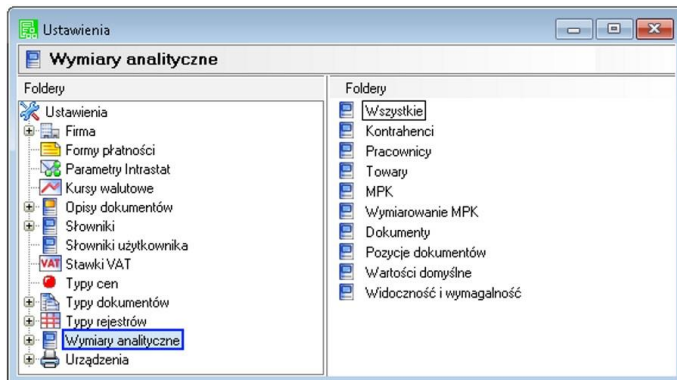 Ustawienia
Wymiary analityczne
Foldery
Ustawienia
Firma
Formy płatności
Parametry Intrastat
Kursy walutowe
Opisy dokumentów
Słowniki
Słowniki użytkownika
VAT Stawki VAT
Typy cen
Typy dokumentów
Typy rejestrów
Wymiary analityczne
Urządzenia
Foldery
Wszystkie
Kontrahenci
Pracownicy
Towary
MPK
Wymiarowanie MPK
Dokumenty
Pozycje dokumentów
Wartości domyślne
Widoczność i wymagalność